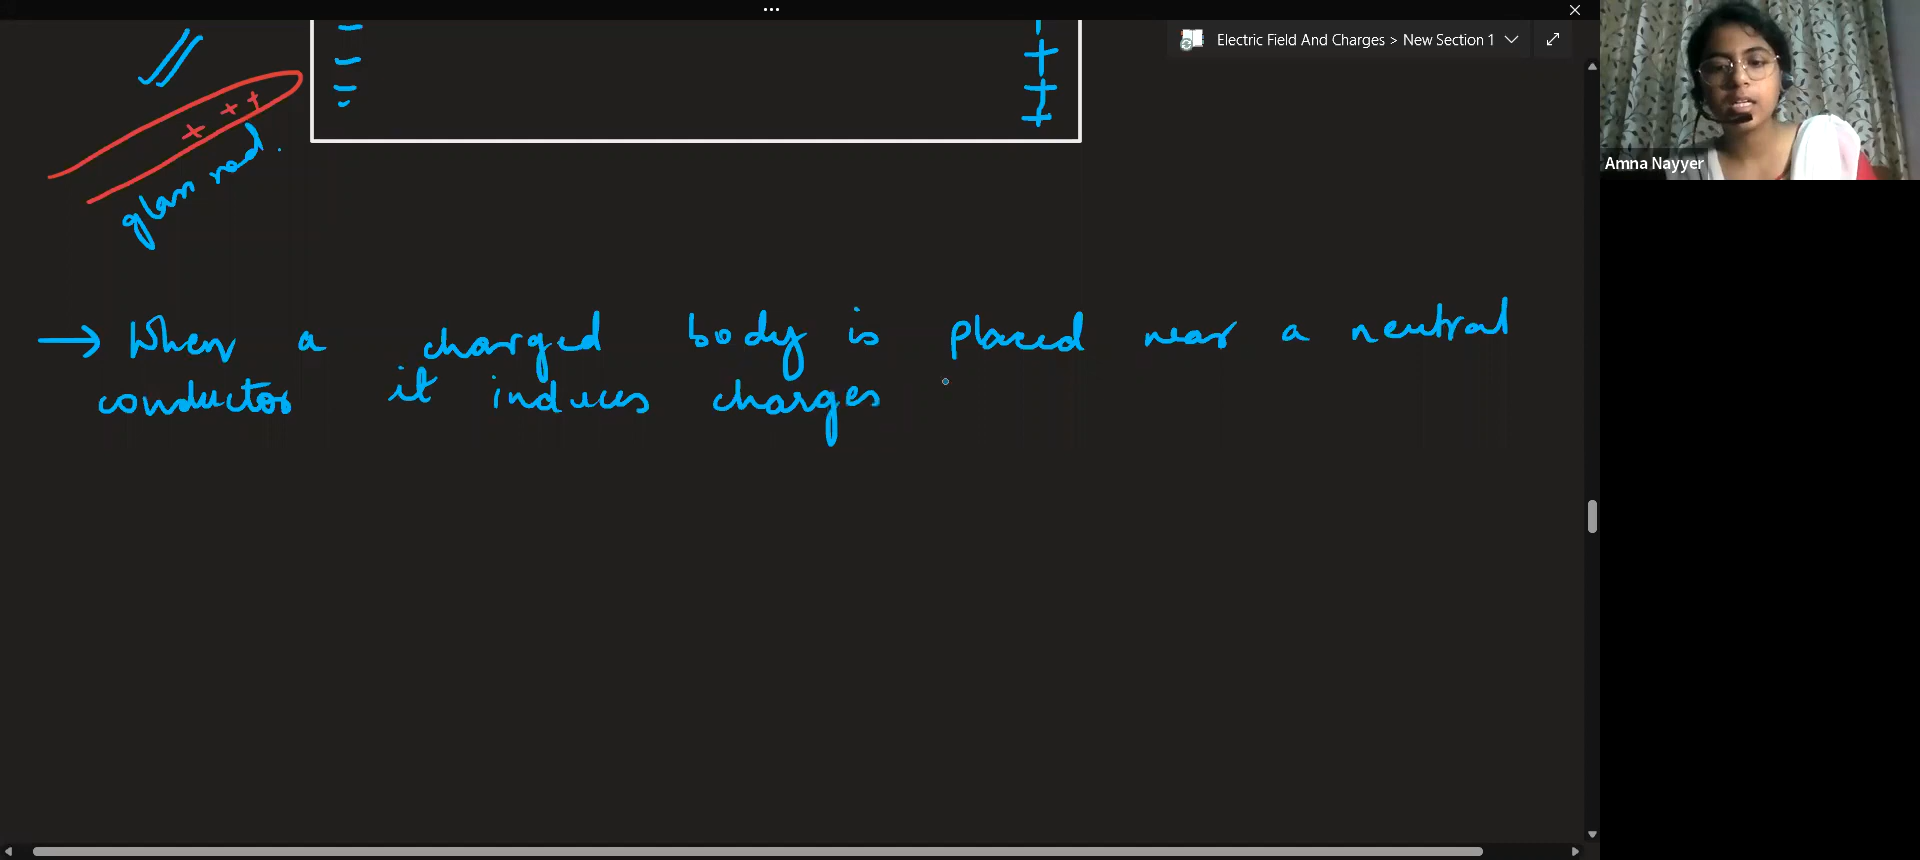 Electric Field And Charges > New Section 1
Amna Nayyer
glass rod.
→ When a charged body is placed near a neutral
conductor it induces charges